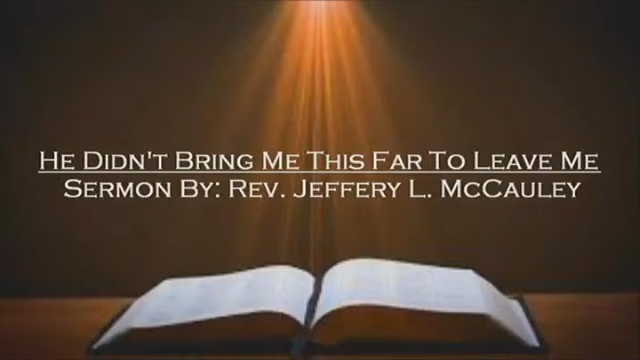 He Didn't Bring Me This Far To Leave Me
Sermon By: Rev. Jeffery L. McCauley